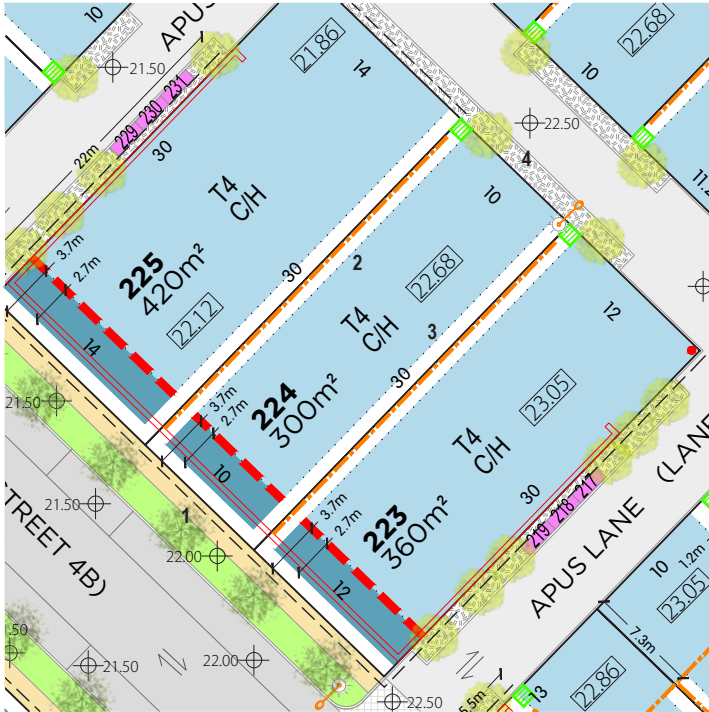 APUS
22.68
21.86
10
10
14
21.50
22.50
229 230 231
22m
30
4
T4
C/H
10
3.7m
2.7m
225
420m²
22.12
30
2
22.68
12
14
T4
C/H
3
21.50
3.7m
2.7m
224
300m²
30
23.05
10
T4
C/H
21.50
3.7m
2.7m
223
360m²
30
219 218 217
(LANE
1
STREET 4B)
22.00
12
APUS LANE
10
1.2m
23.05
7.3m
.50
21.50
22.00
22.50
5.5m
13
22.86